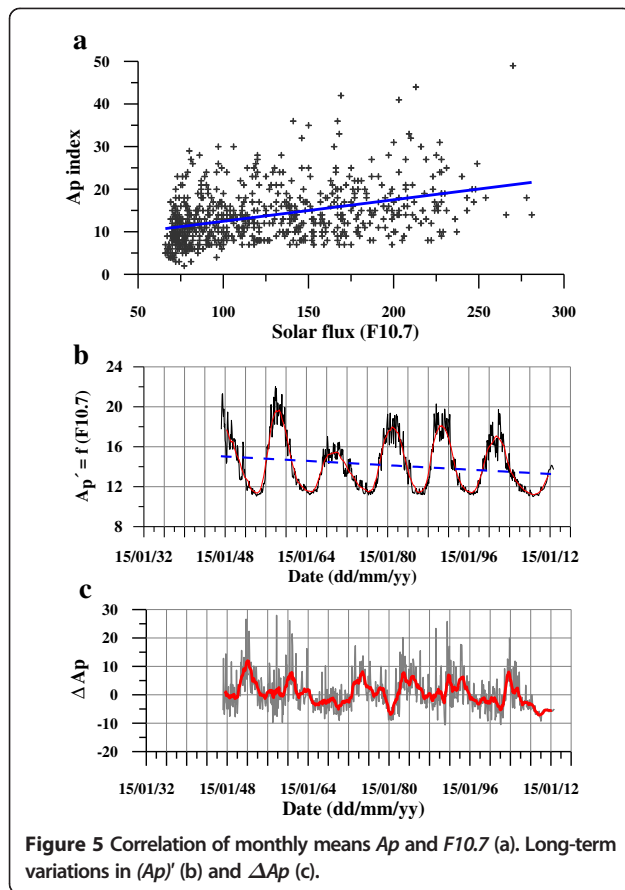 a
50
40
30
20
10
0
Ap index
50 100 150 200 250 300
Solar flux (F10.7)
b
24
20
16
12
8
Ap´ = f (F10.7)
15/01/32 15/01/48 15/01/64 15/01/80 15/01/96 15/01/12
Date (dd/mm/yy)
c
30
20
10
0
-10
-20
Δ Ap
15/01/32 15/01/48 15/01/64 15/01/80 15/01/96 15/01/12
Date (dd/mm/yy)
Figure 5 Correlation of monthly means Ap and F10.7 (a). Long-term
variations in (Ap)' (b) and ΔAp (c).